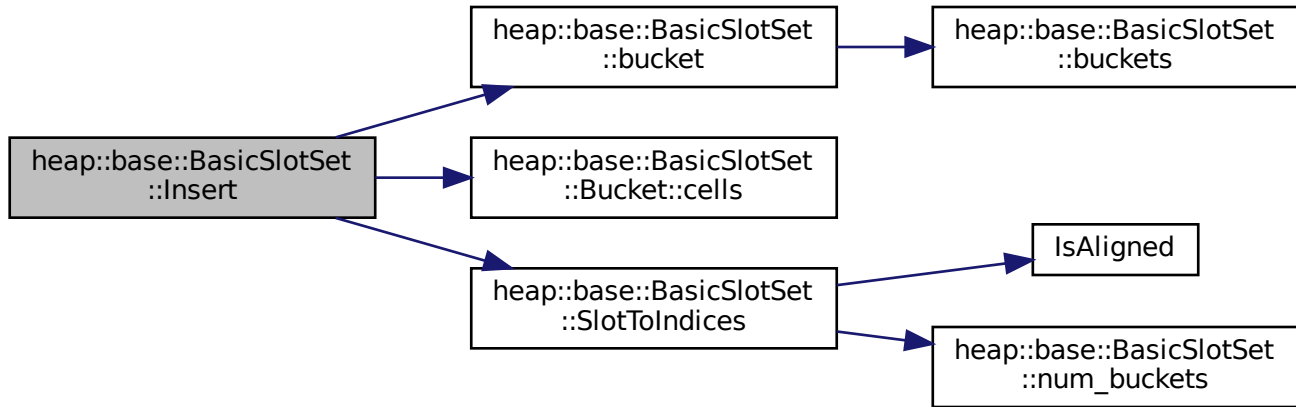 heap::base::BasicSlotSet
::Insert
heap::base::BasicSlotSet
::bucket
heap::base::BasicSlotSet
::buckets
heap::base::BasicSlotSet
::Bucket::cells
heap::base::BasicSlotSet
::SlotToIndices
IsAligned
heap::base::BasicSlotSet
::num_buckets